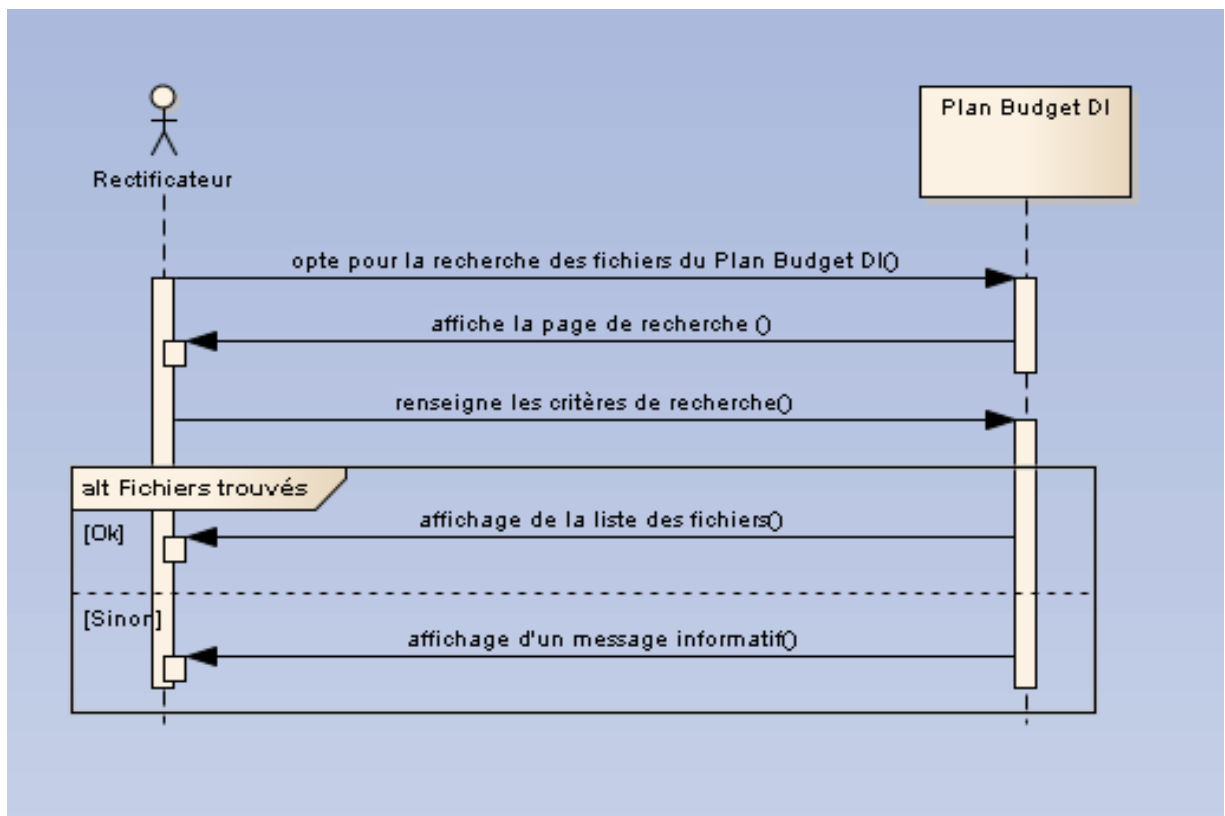 Plan Budget DI
Rectificateur
opte pour la recherche des fichiers du Plan Budget DI()
affiche la page de recherche ()
renseigne les critères de recherche()
alt Fichiers trouvés
[Ok]
affichage de la liste des fichiers()
[Sinon]
affichage d'un message informatif()